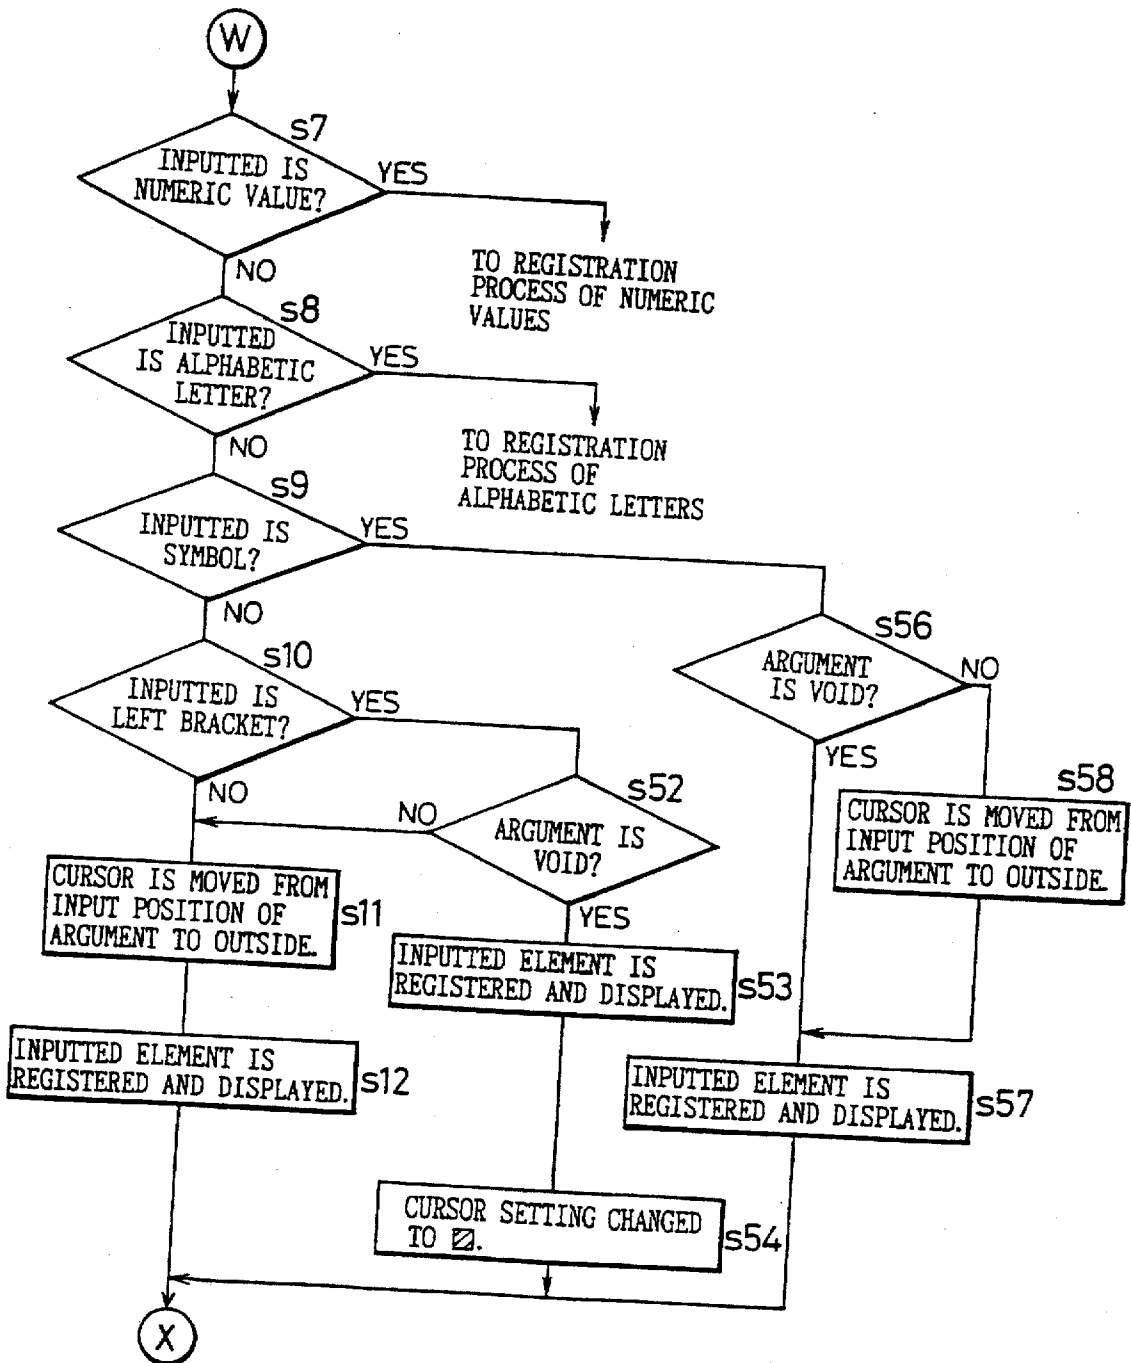 W
s7
INPUTTED IS
NUMERIC VALUE?
YES
NO
TO REGISTRATION
PROCESS OF NUMERIC
VALUES
s8
INPUTTED
IS ALPHABETIC
LETTER?
YES
NO
TO REGISTRATION
PROCESS OF
ALPHABETIC LETTERS
s9
INPUTTED IS
SYMBOL?
YES
NO
s56
ARGUMENT
IS VOID?
NO
YES
s10
INPUTTED IS
LEFT BRACKET?
YES
NO
s52
NO
ARGUMENT IS
VOID?
YES
s58
CURSOR IS MOVED FROM
INPUT POSITION OF
ARGUMENT TO OUTSIDE.
CURSOR IS MOVED FROM
INPUT POSITION OF
ARGUMENT TO OUTSIDE.
s11
INPUTTED ELEMENT IS
REGISTERED AND DISPLAYED.
s53
INPUTTED ELEMENT IS
REGISTERED AND DISPLAYED.
s12
INPUTTED ELEMENT IS
REGISTERED AND DISPLAYED.
s57
CURSOR SETTING CHANGED
TO ▨.
s54
X